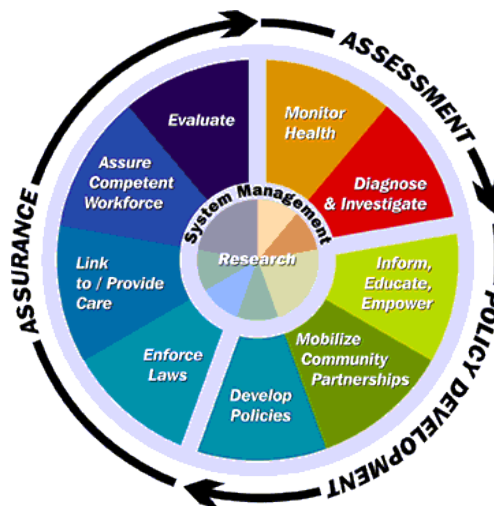 ASSESSMENT
POLICY DEVELOPMENT
ASSURANCE
Monitor
Health
Diagnose
& Investigate
Inform,
Educate,
Empower
Mobilize
Community
Partnerships
Develop
Policies
Enforce
Laws
Link
to / Provide
Care
Assure
Competent
Workforce
Evaluate
System Management
Research